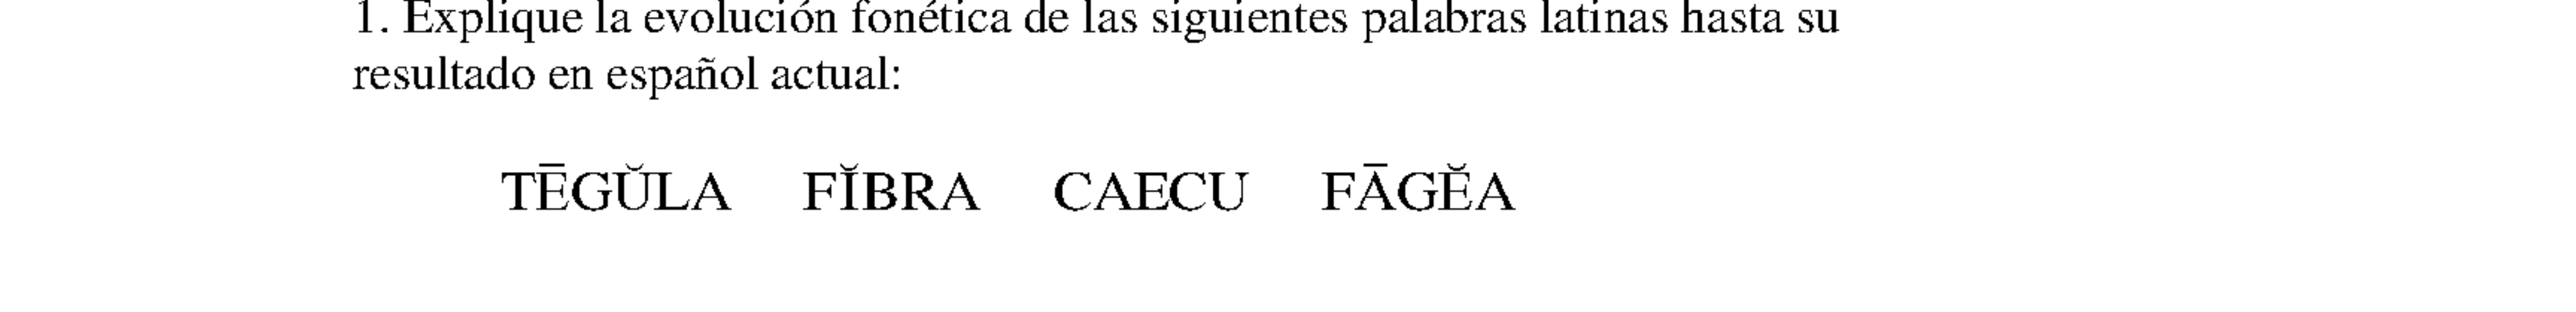 1. Explique la evolución fonética de las siguientes palabras latinas hasta su
resultado en español actual:
TĒGŬLA FĬBRA CAECU FĀGĔA